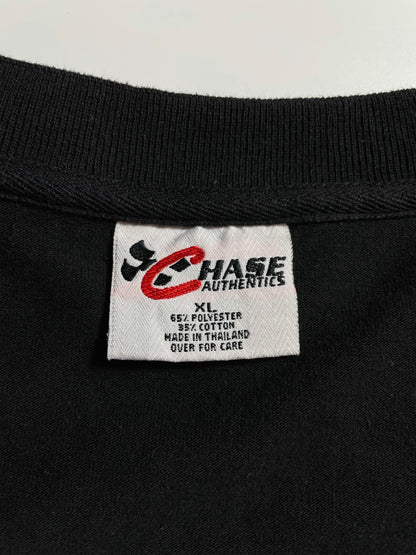 CHASE
AUTHENTICS
XL
65% POLYESTER
35% COTTON
MADE IN THAILAND
OVER FOR CARE